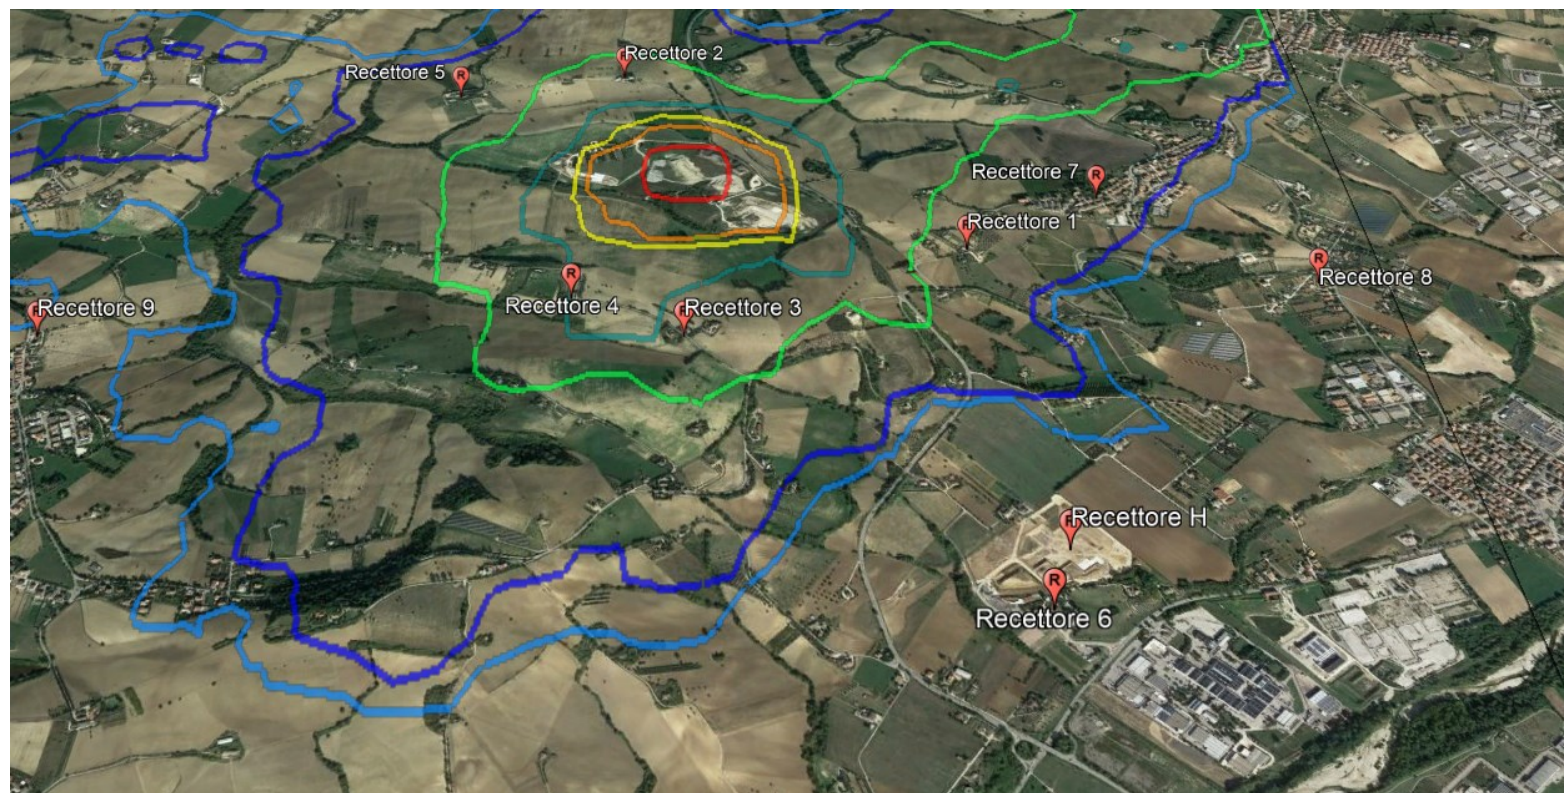 Recettore 2
Recettore 5
Recettore 7
Recettore 1
Recettore 8
Recettore 4
Recettore 3
Recettore 9
Recettore H
Recettore 6
R
R
R
R
R
R
R
R
R
R